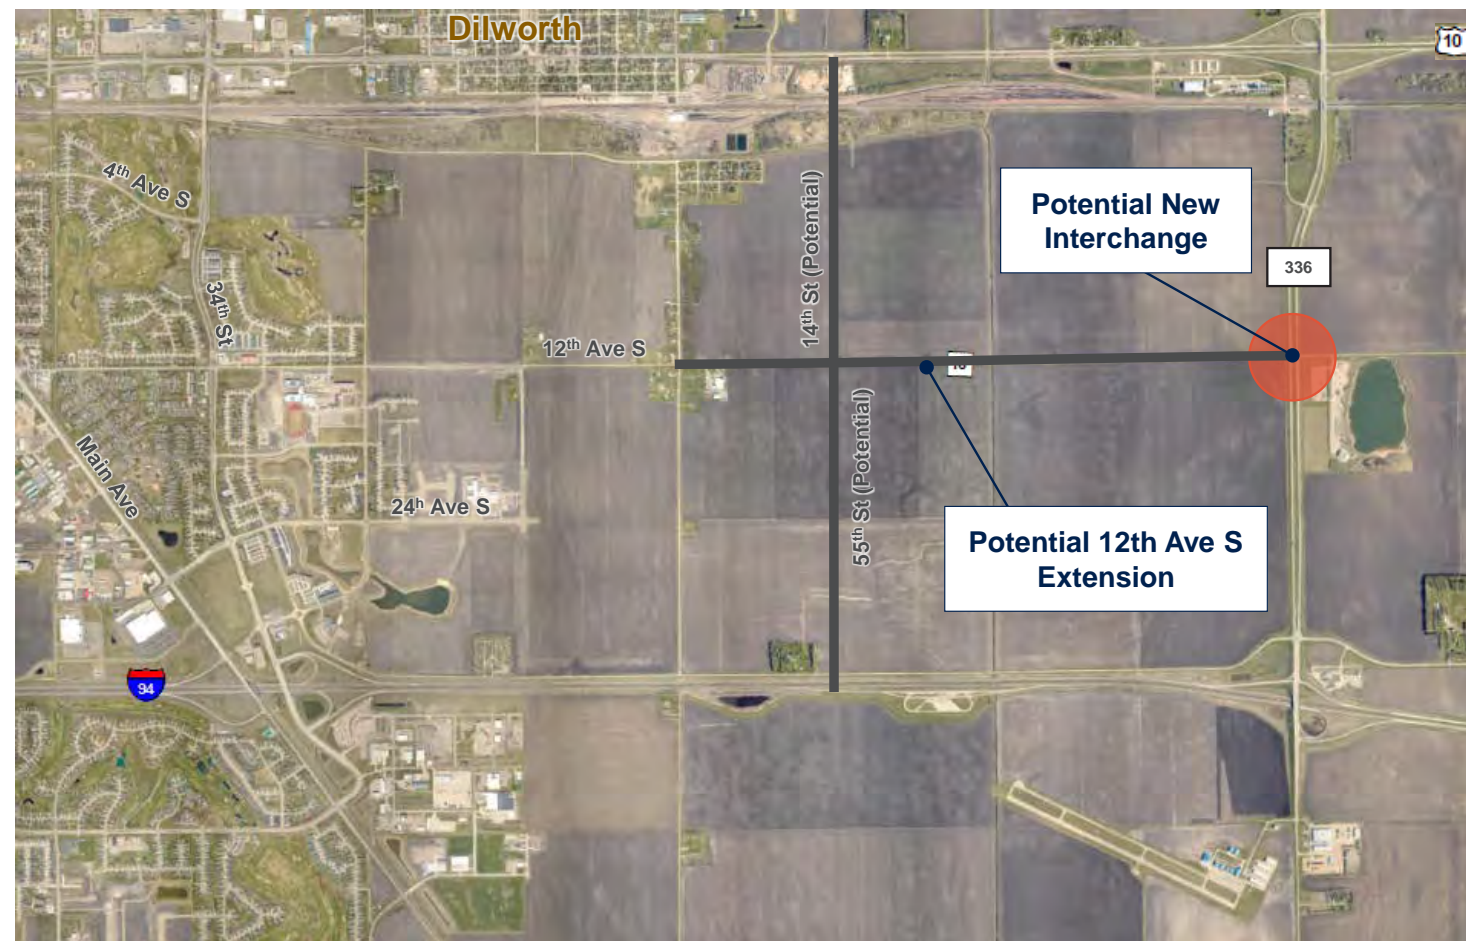 Dilworth
10
4th Ave S
Potential New
Interchange
14th St (Potential)
336
34th St
12th Ave S
Main Ave
55th St (Potential)
24h Ave S
Potential 12th Ave S
Extension
94